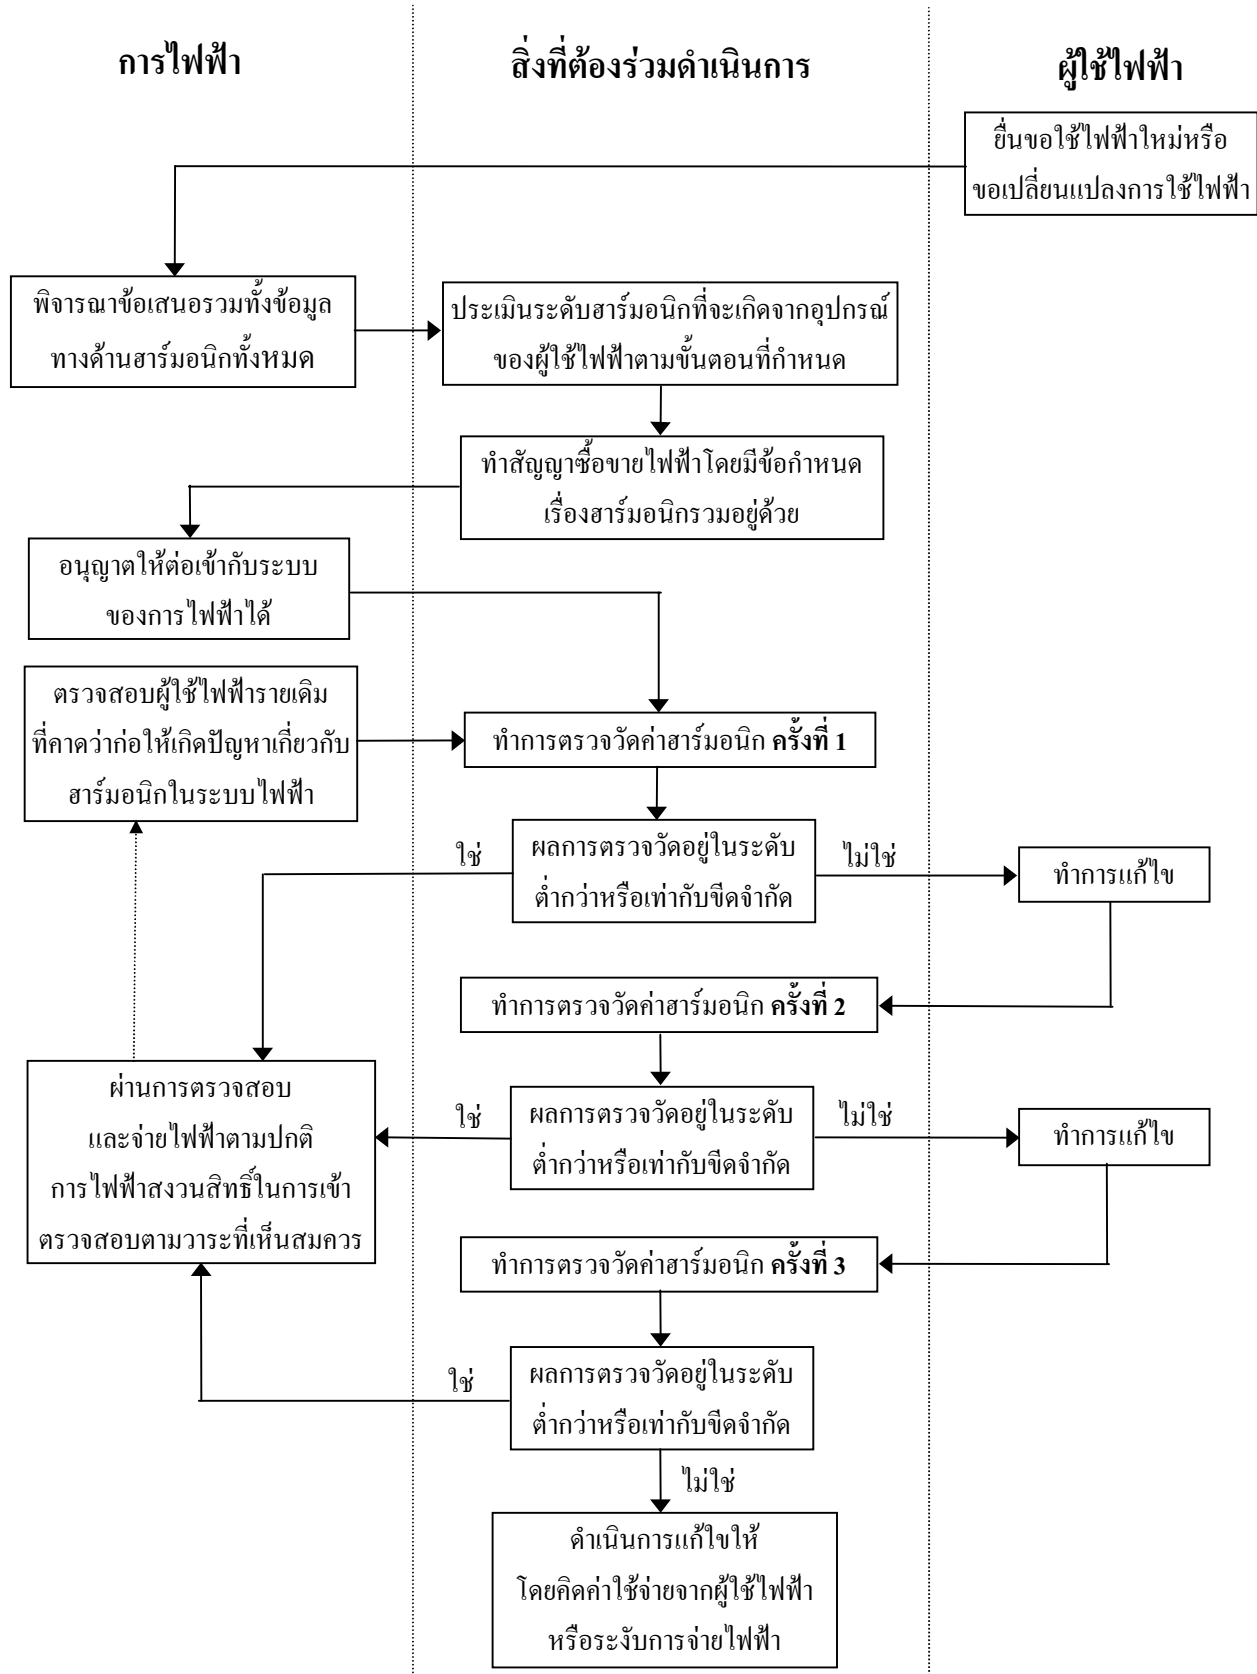 การไฟฟ้า
สิ่งที่ต้องร่วมดำเนินการ
ผู้ใช้ไฟฟ้า
ยื่นขอใช้ไฟฟ้าใหม่หรือ
ขอเปลี่ยนแปลงการใช้ไฟฟ้า
พิจารณาข้อเสนอรวมทั้งข้อมูล
ทางด้านฮาร์มอนิกทั้งหมด
ประเมินระดับฮาร์มอนิกที่จะเกิดจากอุปกรณ์
ของผู้ใช้ไฟฟ้าตามขั้นตอนที่กำหนด
ทำสัญญาซื้อขายไฟฟ้าโดยมีข้อกำหนด
เรื่องฮาร์มอนิกรวมอยู่ด้วย
อนุญาตให้ต่อเข้ากับระบบ
ของการไฟฟ้าได้
ตรวจสอบผู้ใช้ไฟฟ้ารายเดิม
ที่คาดว่าก่อให้เกิดปัญหาเกี่ยวกับ
ฮาร์มอนิกในระบบไฟฟ้า
ทำการตรวจวัดค่าฮาร์มอนิก ครั้งที่ 1
ใช่
ผลการตรวจวัดอยู่ในระดับ
ต่ำกว่าหรือเท่ากับขีดจำกัด
ไม่ใช่
ทำการแก้ไข
ทำการตรวจวัดค่าฮาร์มอนิก ครั้งที่ 2
ผ่านการตรวจสอบ
และจ่ายไฟฟ้าตามปกติ
การไฟฟ้าสงวนสิทธิ์ในการเข้า
ตรวจสอบตามวาระที่เห็นสมควร
ใช่
ผลการตรวจวัดอยู่ในระดับ
ต่ำกว่าหรือเท่ากับขีดจำกัด
ไม่ใช่
ทำการแก้ไข
ทำการตรวจวัดค่าฮาร์มอนิก ครั้งที่ 3
ใช่
ผลการตรวจวัดอยู่ในระดับ
ต่ำกว่าหรือเท่ากับขีดจำกัด
ไม่ใช่
ดำเนินการแก้ไขให้
โดยคิดค่าใช้จ่ายจากผู้ใช้ไฟฟ้า
หรือระงับการจ่ายไฟฟ้า